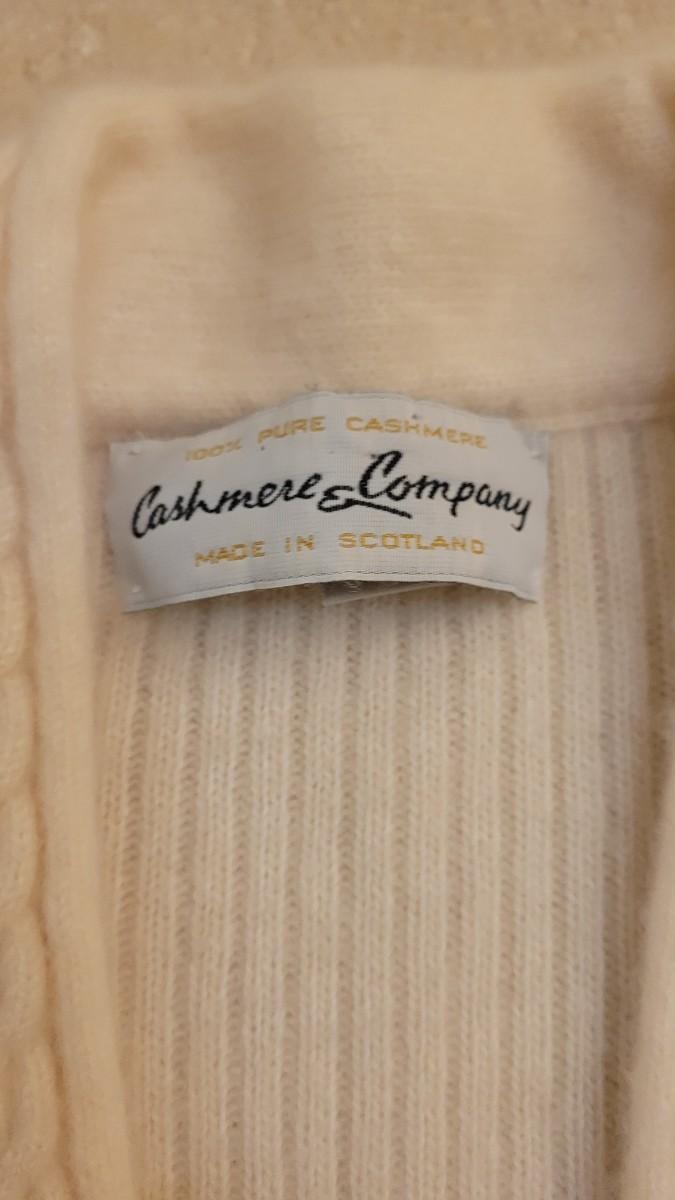 100% PURE CASHMERE
Cashmere & Company
MADE IN SCOTLAND